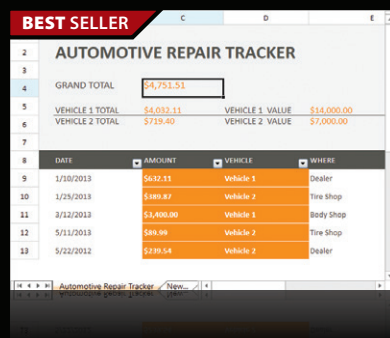 BEST SELLER
C D E
2 AUTOMOTIVE REPAIR TRACKER
3
4 GRAND TOTAL $4,751.51
5 VEHICLE 1 TOTAL $4,032.11 VEHICLE 1 VALUE $14,000.00
6 VEHICLE 2 TOTAL $719.40 VEHICLE 2 VALUE $7,000.00
7
8 DATE AMOUNT VEHICLE WHERE
9 1/10/2013 $632.11 Vehicle 1 Dealer
10 1/25/2013 $389.87 Vehicle 2 Tire Shop
11 3/12/2013 $3,400.00 Vehicle 1 Body Shop
12 5/11/2013 $89.99 Vehicle 2 Tire Shop
13 5/22/2012 $239.54 Vehicle 2 Dealer
Automotive Repair Tracker New...